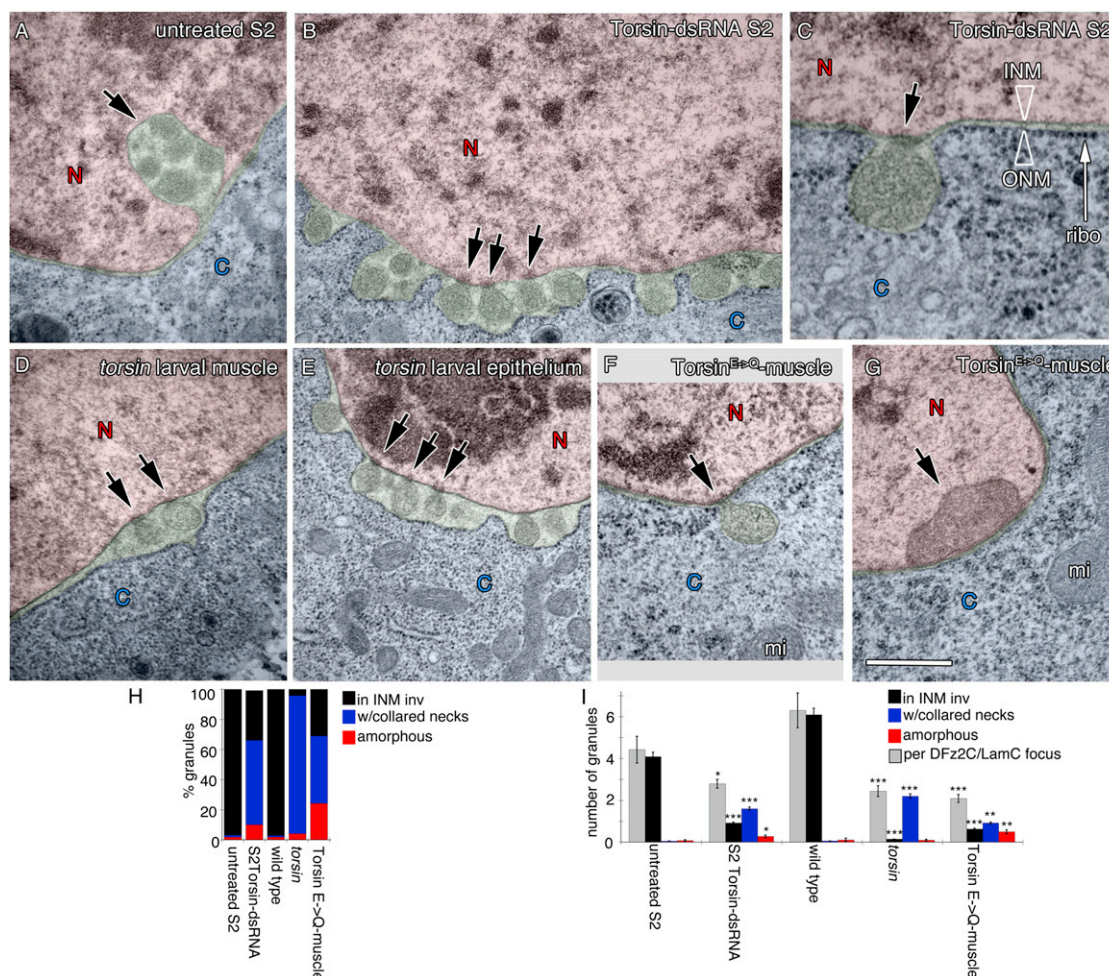 A untreated S2
N
C
B Torsin-dsRNA S2
N
C
C Torsin-dsRNA S2
N
INM
ONM
ribo
C
D torsin larval muscle
N
C
E torsin larval epithelium
N
C
F TorsinE->Q-muscle
N
C
mi
G TorsinE->Q-muscle
N
C
mi
H
% granules
100
80
60
40
20
0
untreated S2
S2Torsin-dsRNA
wild type
torsin
Torsin E->Q-muscle
in INM inv
w/collared necks
amorphous
I
number of granules
6
4
2
0
*
***
***
*
***
***
***
***
***
**
**
untreated S2
S2 Torsin-dsRNA
wild type
torsin
Torsin E->Q-muscle
in INM inv
w/collared necks
amorphous
per DFz2C/LamC focus